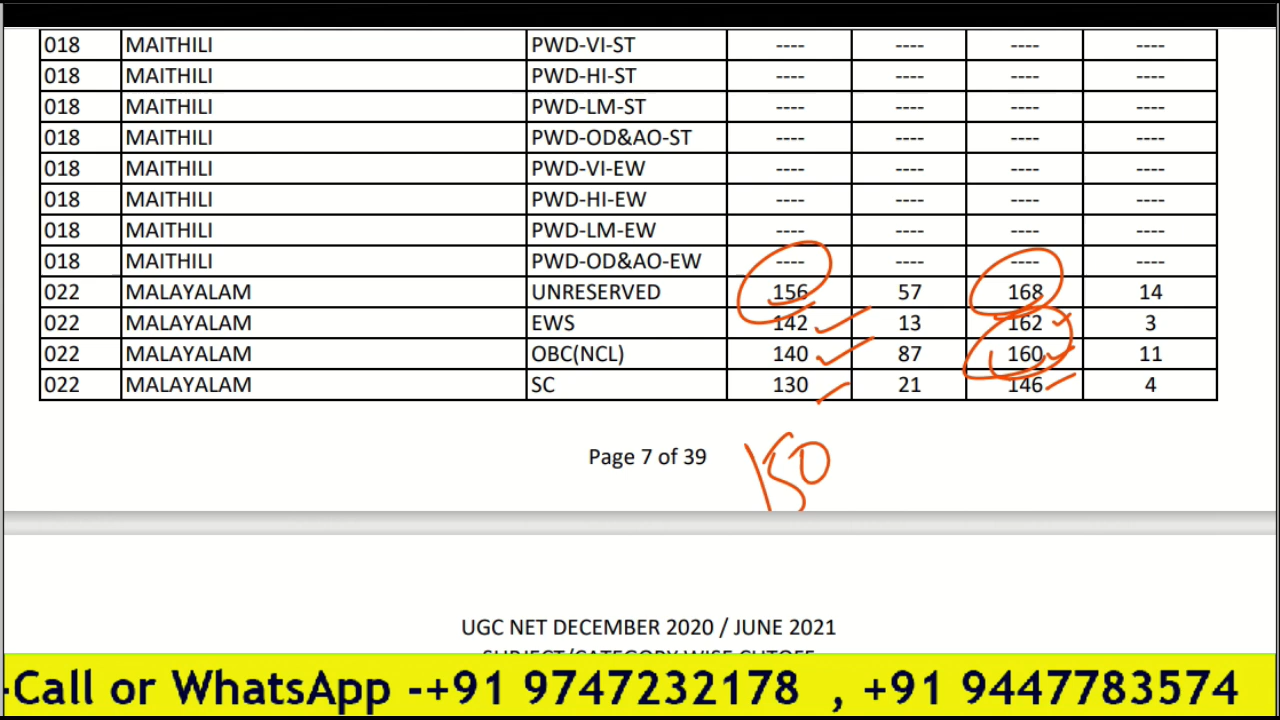 018 MAITHILI PWD-VI-ST ---- ---- ---- ----
018 MAITHILI PWD-HI-ST ---- ---- ---- ----
018 MAITHILI PWD-LM-ST ---- ---- ---- ----
018 MAITHILI PWD-OD&AO-ST ---- ---- ---- ----
018 MAITHILI PWD-VI-EW ---- ---- ---- ----
018 MAITHILI PWD-HI-EW ---- ---- ---- ----
018 MAITHILI PWD-LM-EW ---- ---- ---- ----
018 MAITHILI PWD-OD&AO-EW ---- ---- ---- ----
022 MALAYALAM UNRESERVED 156 57 168 14
022 MALAYALAM EWS 142 13 162 3
022 MALAYALAM OBC(NCL) 140 87 160 11
022 MALAYALAM SC 130 21 146 4
Page 7 of 39
150
UGC NET DECEMBER 2020 / JUNE 2021
SUBJECT/CATEGORY WISE CUTOFF
-Call or WhatsApp -+91 9747232178 , +91 9447783574